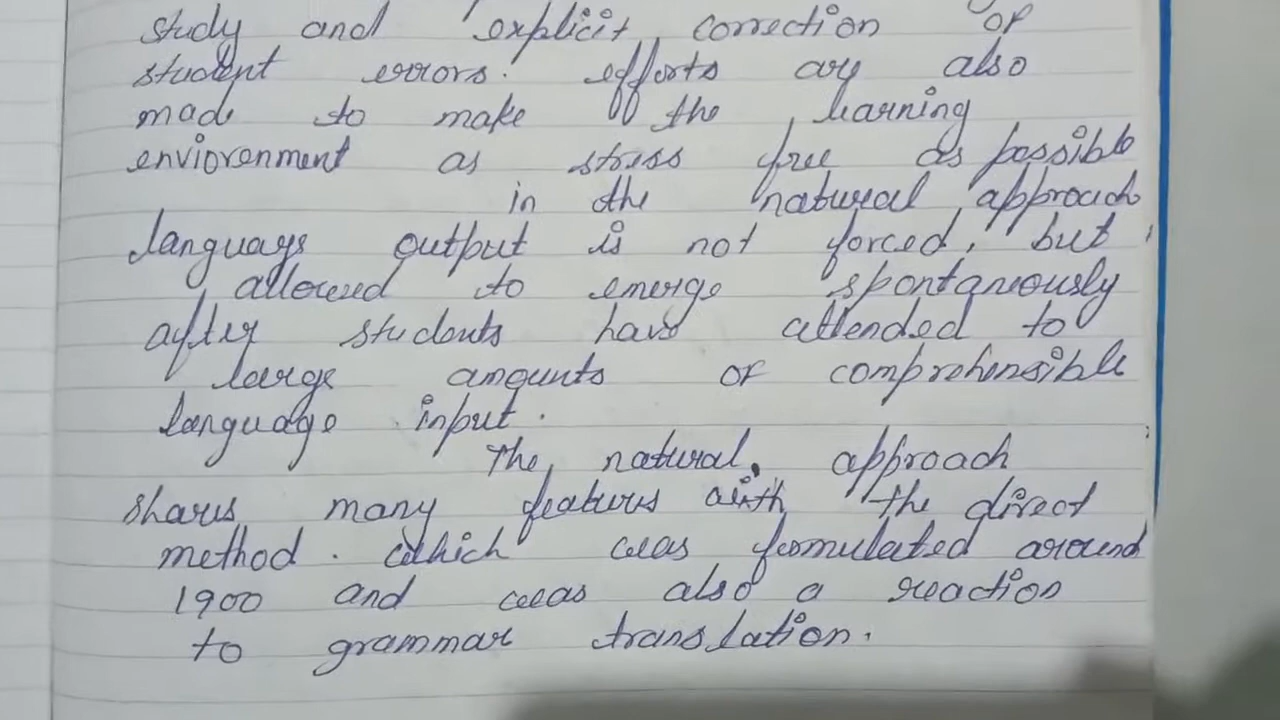 study and explicit correction of
student errors. efforts are also
made to make the learning
enviorenment as stress free as possible
in the natural approach
language output is not forced, but
allowed to emerge spontaneously
after students have attended to
large amounts of comprehensible
language input.
The natural approach
shares many features with the direct
method. which was formulated around
1900 and was also a reaction
to grammar translation.